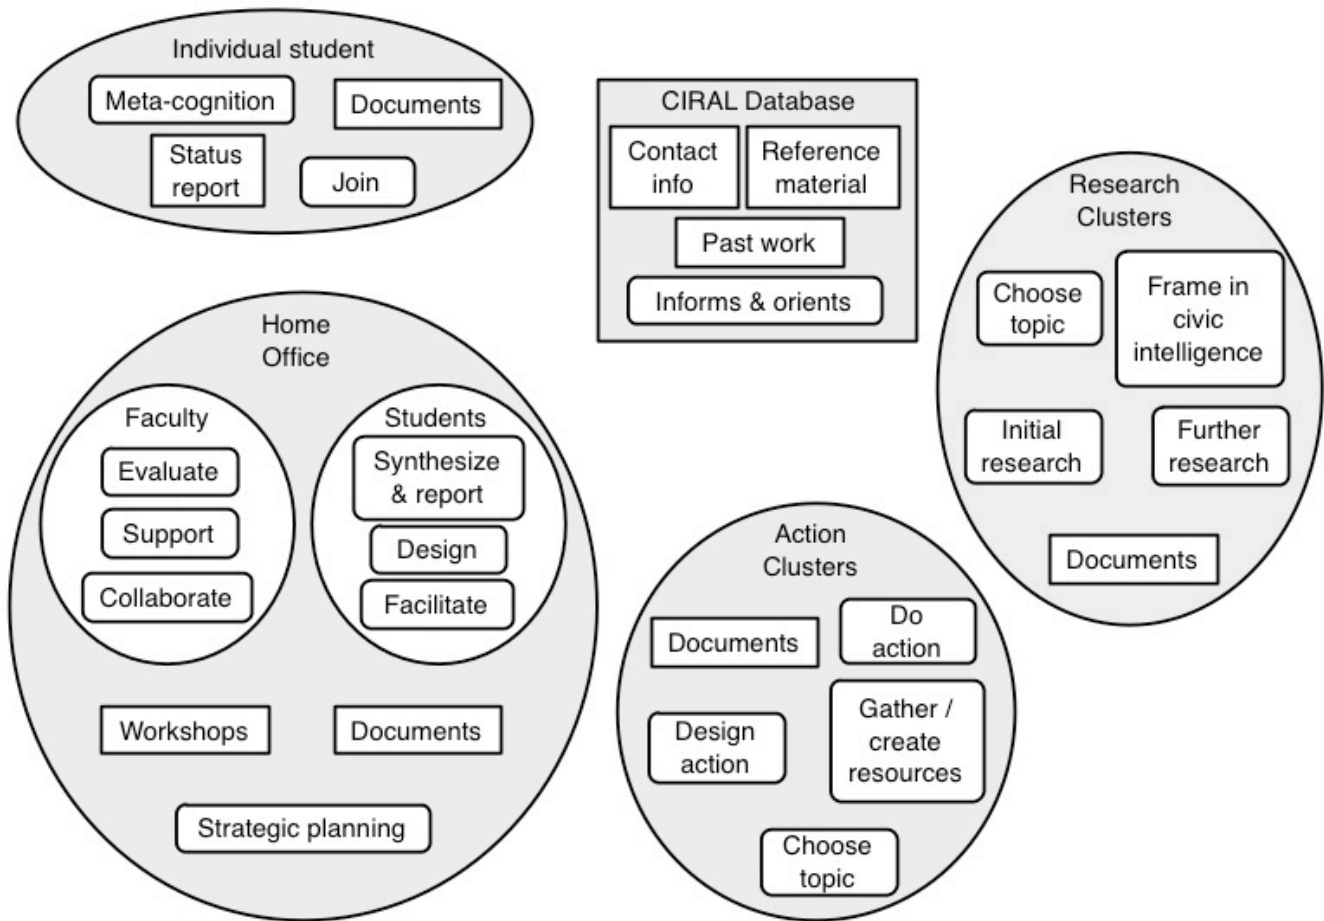 Individual student
Meta-cognition
Documents
Status
report
Join
CIRAL Database
Contact
info
Reference
material
Past work
Informs & orients
Research
Clusters
Choose
topic
Frame in
civic
intelligence
Initial
research
Further
research
Documents
Home
Office
Faculty
Evaluate
Support
Collaborate
Students
Synthesize
& report
Design
Facilitate
Workshops
Documents
Strategic planning
Action
Clusters
Documents
Do
action
Design
action
Gather /
create
resources
Choose
topic